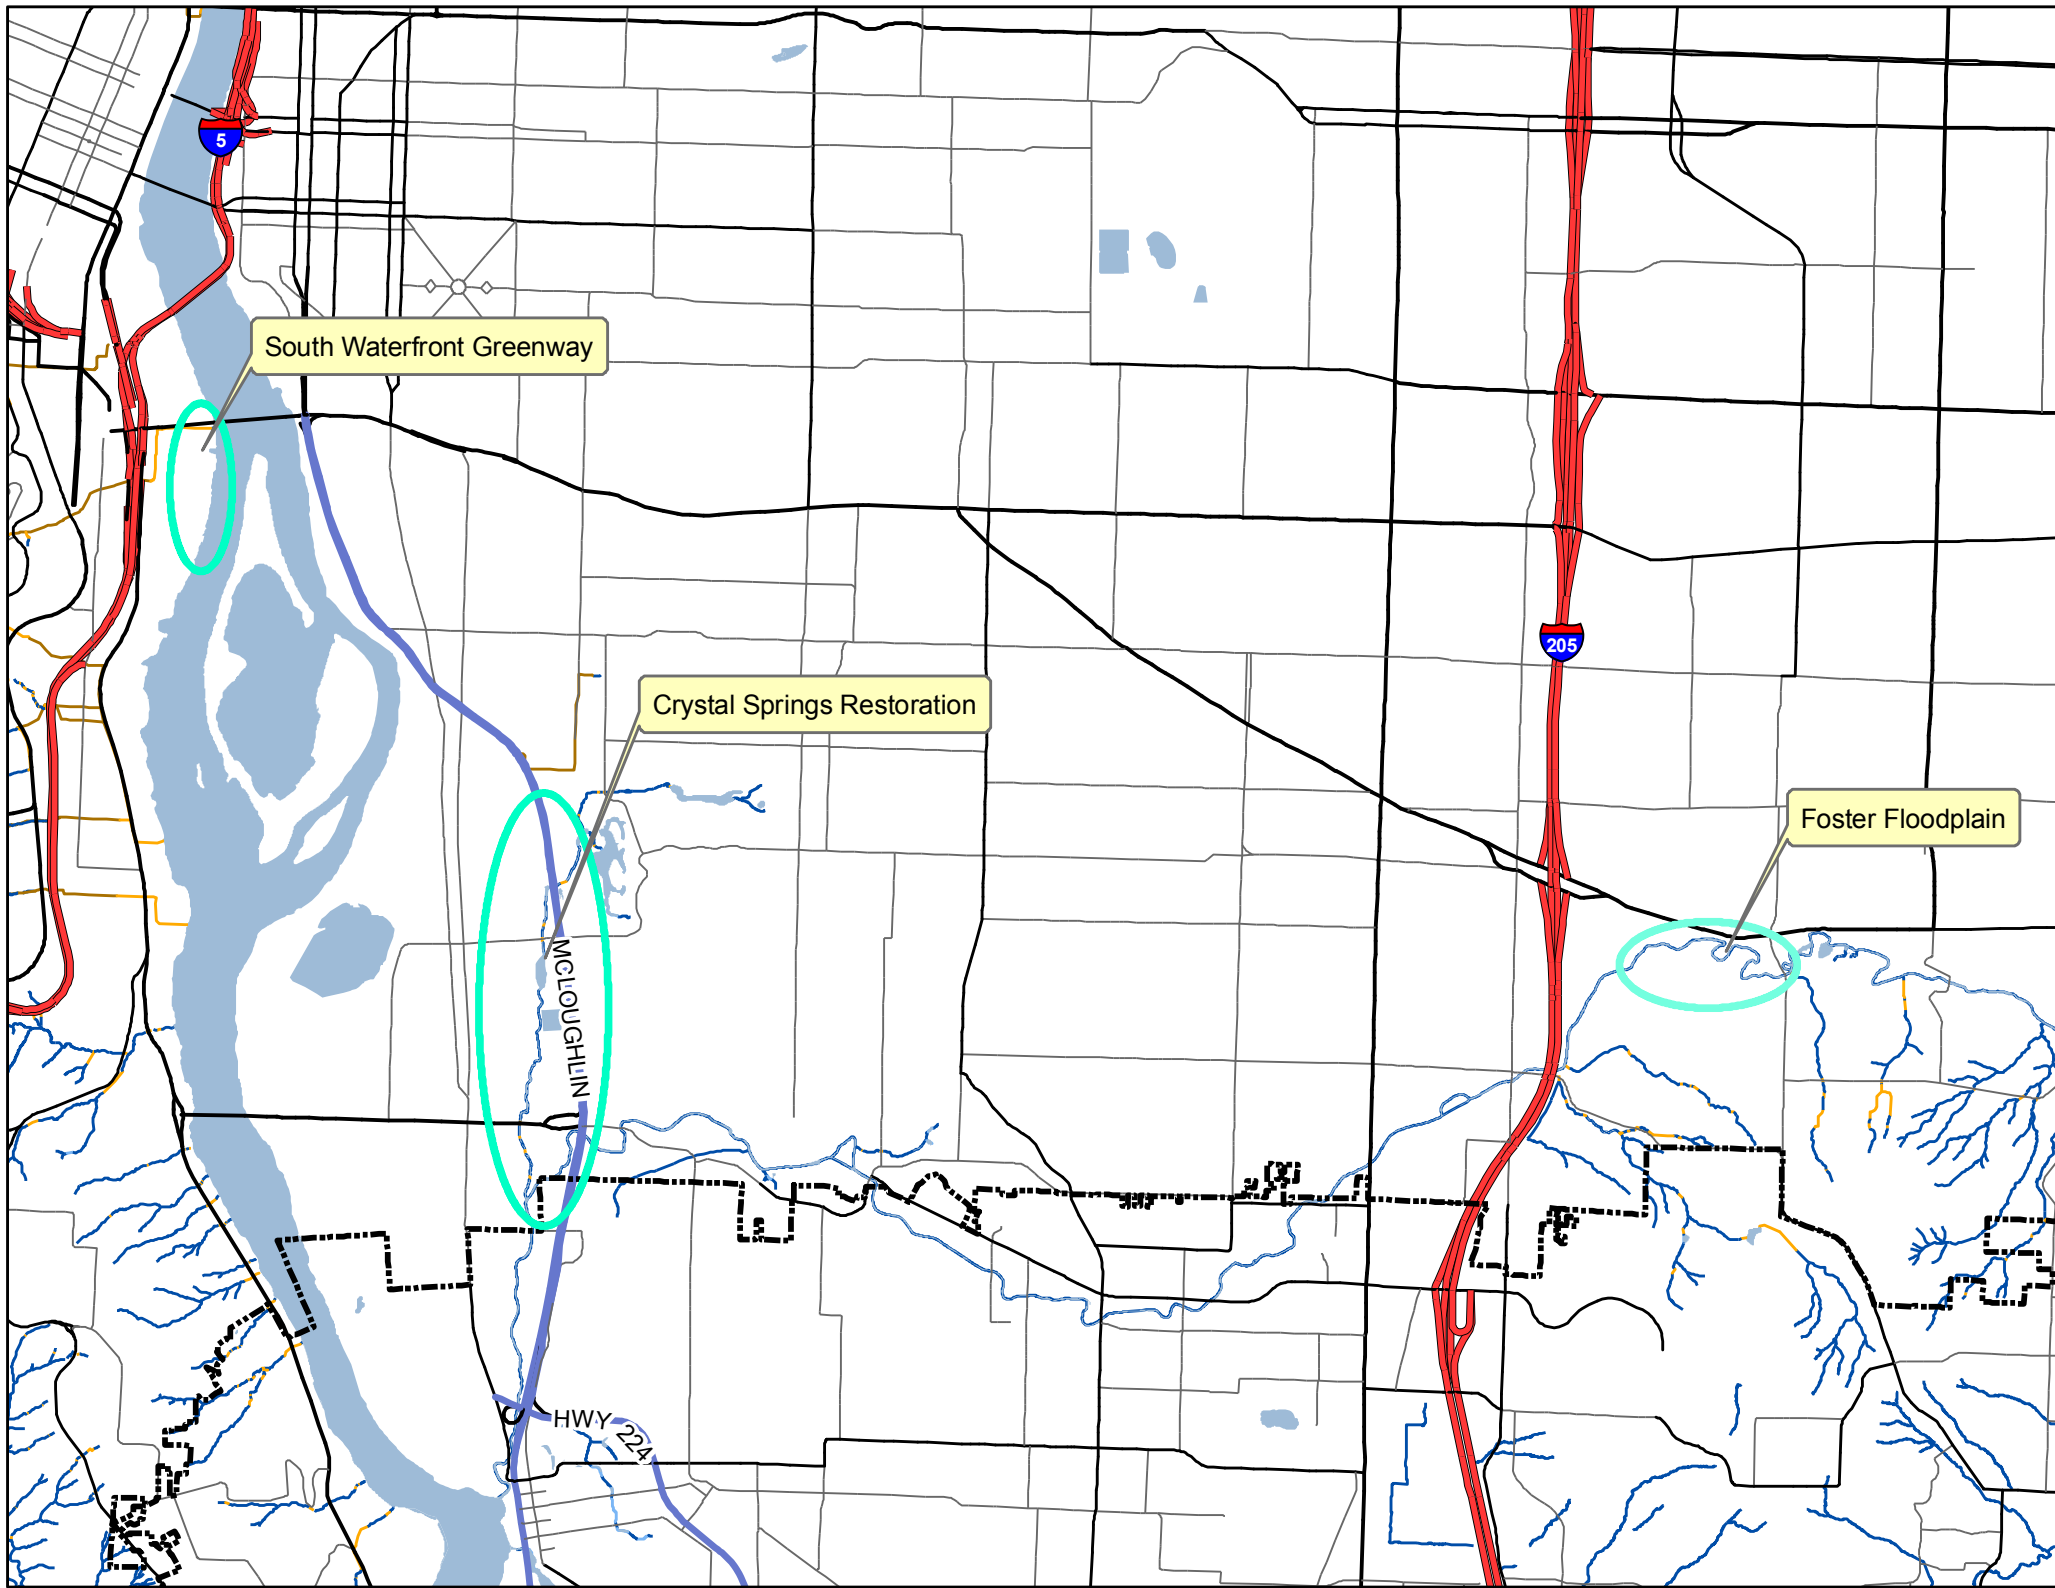 5
South Waterfront Greenway
205
Crystal Springs Restoration
Foster Floodplain
MCLOUGHLIN
HWY 224